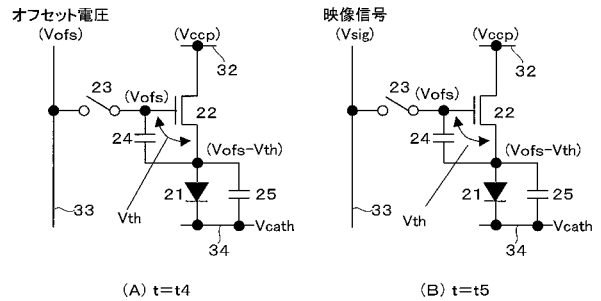 オフセット電圧
(Vofs)
(Vccp)
32
23
(Vofs)
22
24
(Vofs-Vth)
21
25
33
Vth
Vcath
34
(A) t=t4
映像信号
(Vsig)
(Vccp)
32
23
(Vofs)
22
24
(Vofs-Vth)
21
25
33
Vth
Vcath
34
(B) t=t5